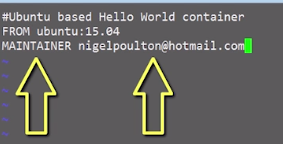 #Ubuntu based Hello World container
FROM ubuntu:15.04
MAINTAINER nigelpoulton@hotmail.com
~
~
~
~
~